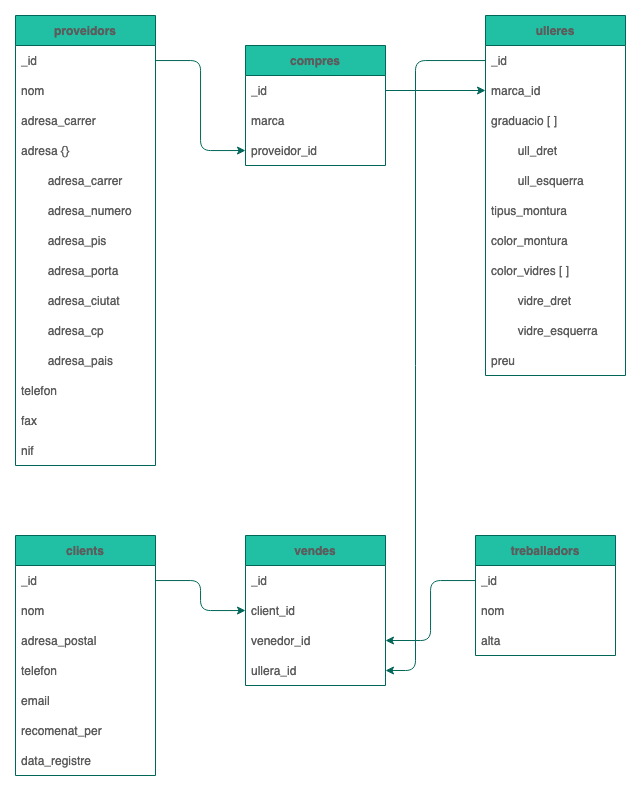 proveidors
_id
nom
adresa_carrer
adresa {}
adresa_carrer
adresa_numero
adresa_pis
adresa_porta
adresa_ciutat
adresa_cp
adresa_pais
telefon
fax
nif
compres
_id
marca
proveidor_id
ulleres
_id
marca_id
graduacio [ ]
ull_dret
ull_esquerra
tipus_montura
color_montura
color_vidres [ ]
vidre_dret
vidre_esquerra
preu
clients
_id
nom
adresa_postal
telefon
email
recomenat_per
data_registre
vendes
_id
client_id
venedor_id
ullera_id
treballadors
_id
nom
alta